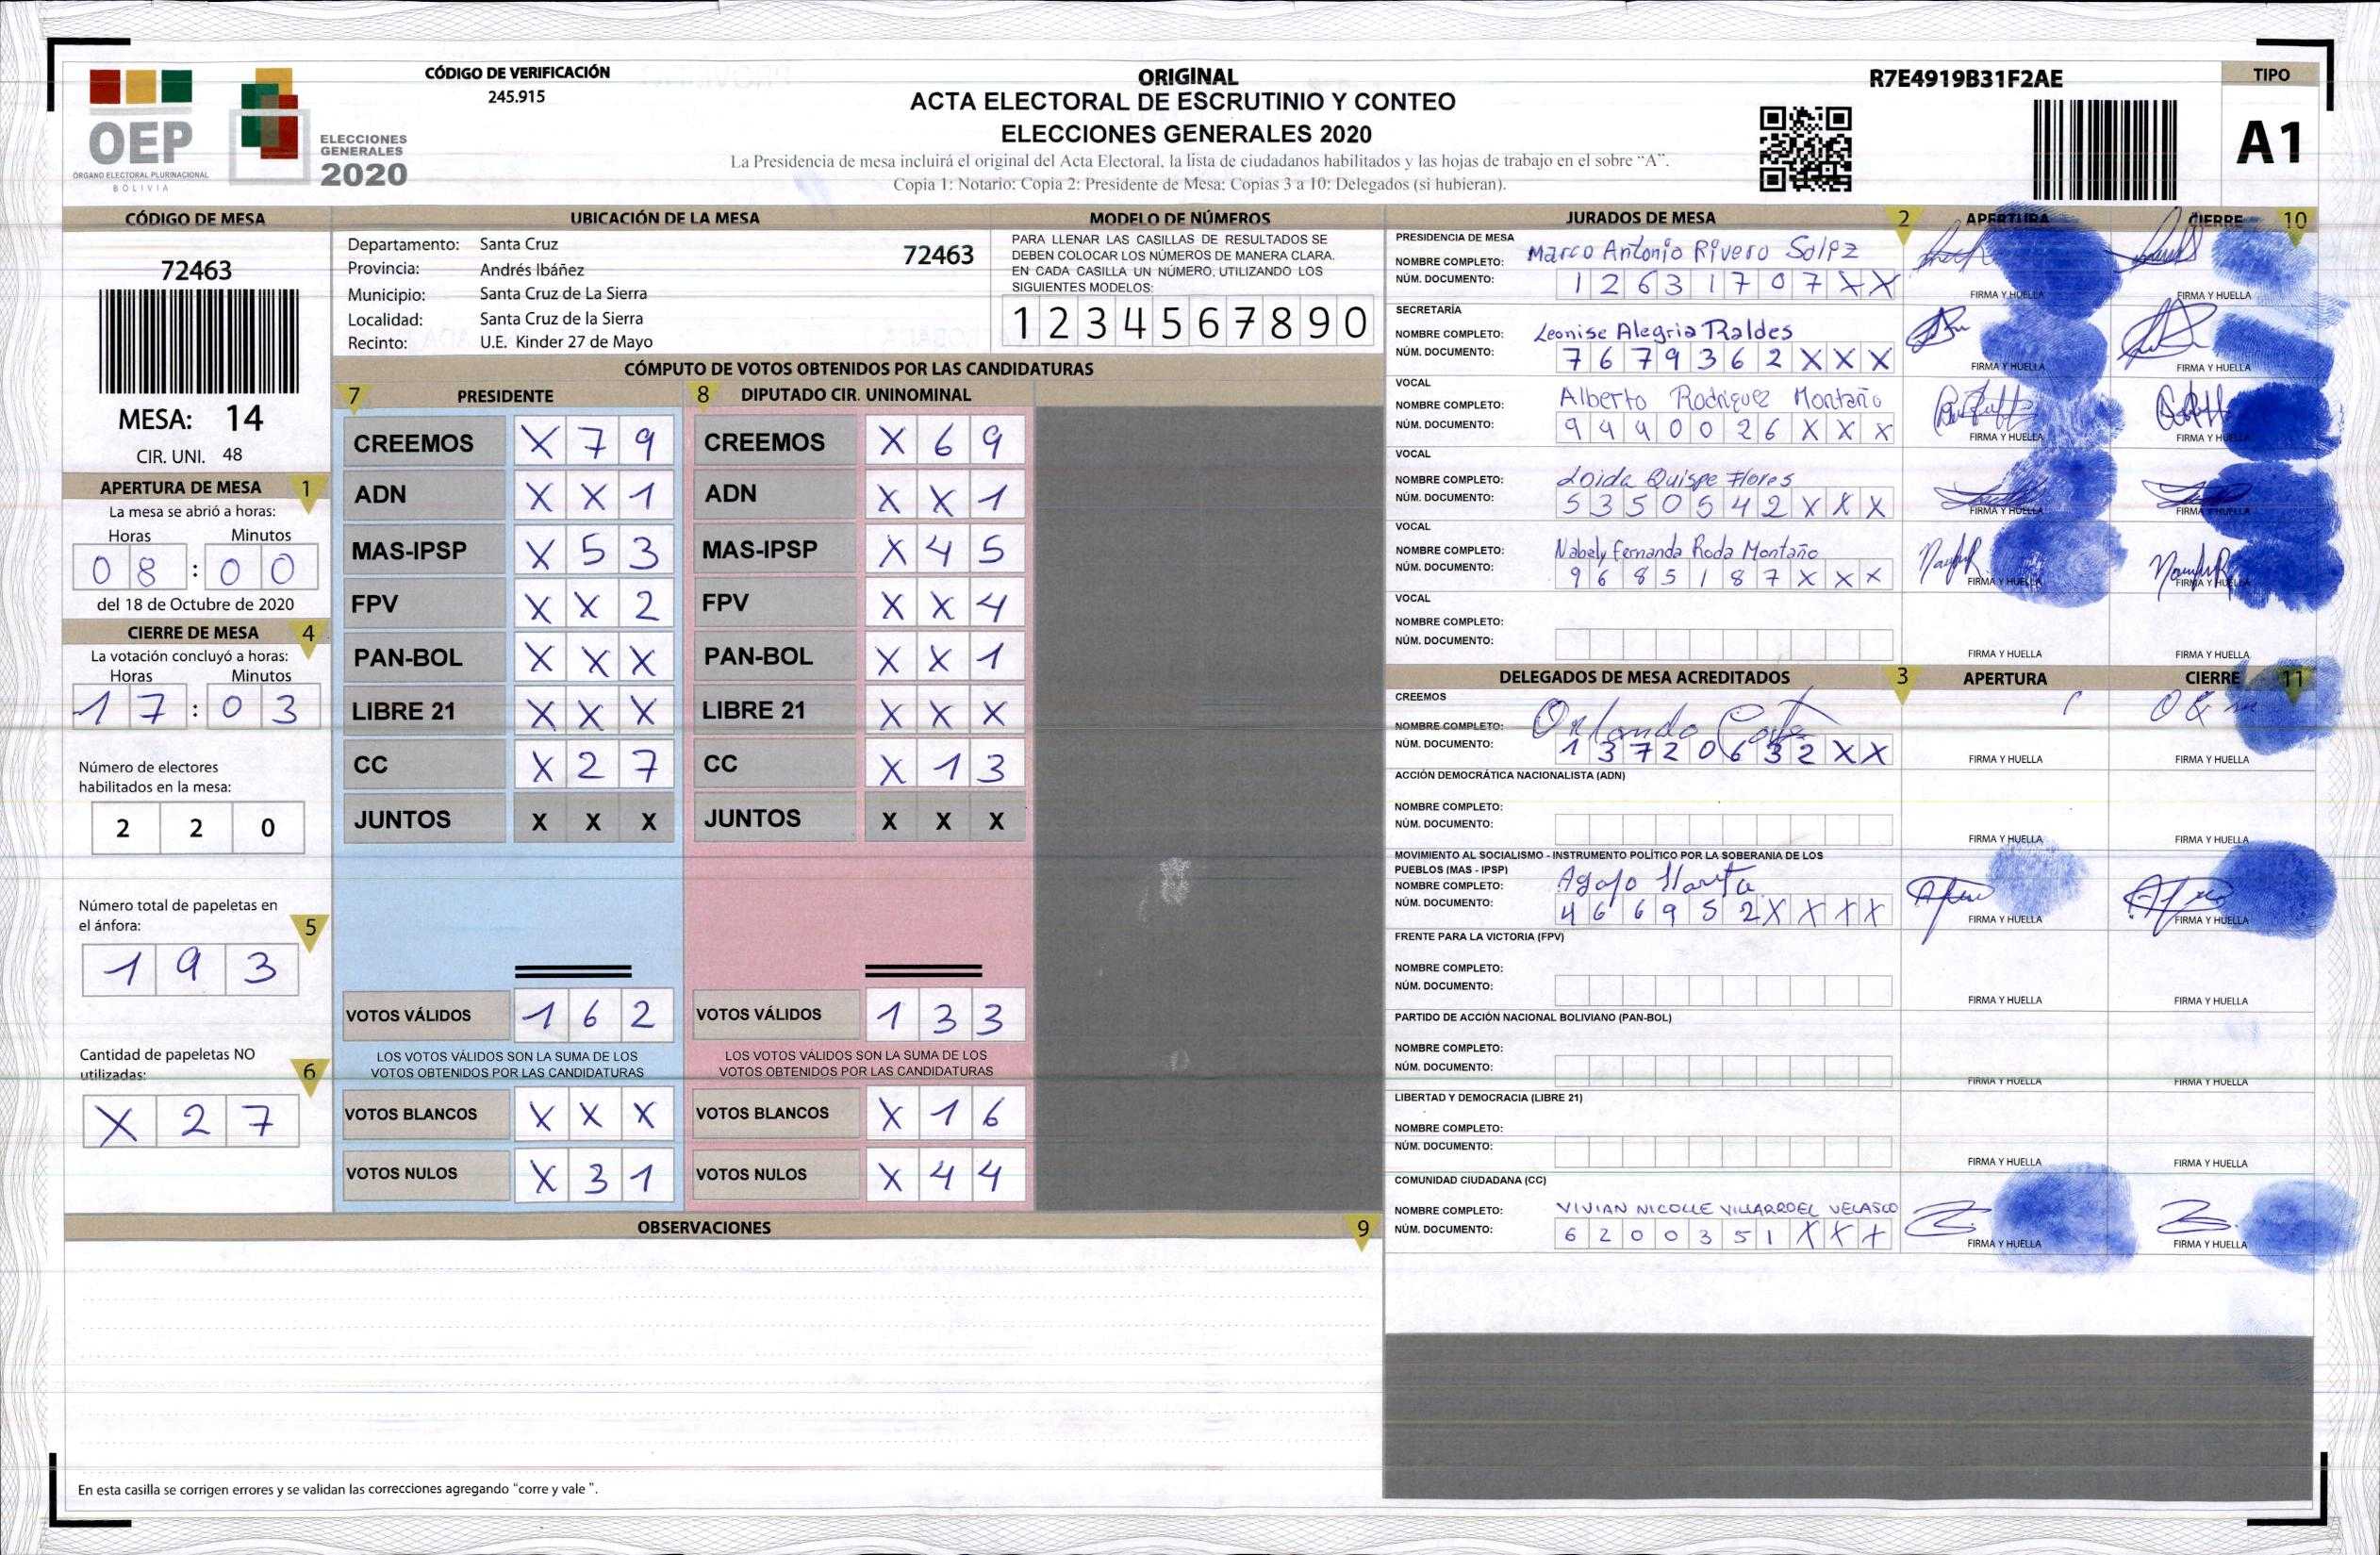 CÓDIGO DE VERIFICACIÓN
245.915
ORIGINAL
ACTA ELECTORAL DE ESCRUTINIO Y CONTEO
ELECCIONES GENERALES 2020
La Presidencia de mesa incluirá el original del Acta Electoral, la lista de ciudadanos habilitados y las hojas de trabajo en el sobre "A".
Copia 1: Notario; Copia 2: Presidente de Mesa; Copias 3 a 10: Delegados (si hubieran).
R7E4919B31F2AE
TIPO
A1
OEP
ÓRGANO ELECTORAL PLURINACIONAL
BOLIVIA
ELECCIONES
GENERALES
2020
CÓDIGO DE MESA
72463
MESA: 14
CIR. UNI. 48
APERTURA DE MESA 1
La mesa se abrió a horas:
Horas Minutos
0 8 : 0 0
del 18 de Octubre de 2020
CIERRE DE MESA 4
La votación concluyó a horas:
Horas Minutos
1 7 : 0 3
Número de electores
habilitados en la mesa:
2 2 0
Número total de papeletas en
el ánfora: 5
1 9 3
Cantidad de papeletas NO
utilizadas: 6
X 2 7
UBICACIÓN DE LA MESA
Departamento: Santa Cruz 72463
Provincia: Andrés Ibáñez
Municipio: Santa Cruz de La Sierra
Localidad: Santa Cruz de la Sierra
Recinto: U.E. Kinder 27 de Mayo
MODELO DE NÚMEROS
PARA LLENAR LAS CASILLAS DE RESULTADOS SE
DEBEN COLOCAR LOS NÚMEROS DE MANERA CLARA.
EN CADA CASILLA UN NÚMERO, UTILIZANDO LOS
SIGUIENTES MODELOS:
1 2 3 4 5 6 7 8 9 0
CÓMPUTO DE VOTOS OBTENIDOS POR LAS CANDIDATURAS
7 PRESIDENTE 8 DIPUTADO CIR. UNINOMINAL
CREEMOS X 7 9 CREEMOS X 6 9
ADN X X 1 ADN X X 1
MAS-IPSP X 5 3 MAS-IPSP X 4 5
FPV X X 2 FPV X X 4
PAN-BOL X X X PAN-BOL X X 1
LIBRE 21 X X X LIBRE 21 X X X
CC X 2 7 CC X 1 3
JUNTOS X X X JUNTOS X X X
VOTOS VÁLIDOS 1 6 2 VOTOS VÁLIDOS 1 3 3
LOS VOTOS VÁLIDOS SON LA SUMA DE LOS LOS VOTOS VÁLIDOS SON LA SUMA DE LOS
VOTOS OBTENIDOS POR LAS CANDIDATURAS VOTOS OBTENIDOS POR LAS CANDIDATURAS
VOTOS BLANCOS X X X VOTOS BLANCOS X 1 6
VOTOS NULOS X 3 1 VOTOS NULOS X 4 4
OBSERVACIONES 9
En esta casilla se corrigen errores y se validan las correcciones agregando "corre y vale ".
JURADOS DE MESA 2 APERTURA CIERRE 10
PRESIDENCIA DE MESA
NOMBRE COMPLETO: Marco Antonio Rivero Solez
NÚM. DOCUMENTO: 1 2 6 3 1 7 0 7 X X
FIRMA Y HUELLA FIRMA Y HUELLA
SECRETARÍA
NOMBRE COMPLETO: Leonise Alegria Raldes
NÚM. DOCUMENTO: 7 6 7 9 3 6 2 X X X
FIRMA Y HUELLA FIRMA Y HUELLA
VOCAL
NOMBRE COMPLETO: Alberto Rodriguez Montaño
NÚM. DOCUMENTO: 9 4 4 0 0 2 6 X X X
FIRMA Y HUELLA FIRMA Y HUELLA
VOCAL
NOMBRE COMPLETO: Loida Quispe Flores
NÚM. DOCUMENTO: 5 3 5 0 5 4 2 X X X
FIRMA Y HUELLA FIRMA Y HUELLA
VOCAL
NOMBRE COMPLETO: Nabely Fernanda Roda Montaño
NÚM. DOCUMENTO: 9 6 8 5 1 8 7 X X X
FIRMA Y HUELLA FIRMA Y HUELLA
VOCAL
NOMBRE COMPLETO:
NÚM. DOCUMENTO:
FIRMA Y HUELLA FIRMA Y HUELLA
DELEGADOS DE MESA ACREDITADOS 3 APERTURA CIERRE 11
CREEMOS
NOMBRE COMPLETO: Orlando
NÚM. DOCUMENTO: 1 3 7 2 0 6 3 2 X X
FIRMA Y HUELLA FIRMA Y HUELLA
ACCIÓN DEMOCRÁTICA NACIONALISTA (ADN)
NOMBRE COMPLETO:
NÚM. DOCUMENTO:
FIRMA Y HUELLA FIRMA Y HUELLA
MOVIMIENTO AL SOCIALISMO - INSTRUMENTO POLÍTICO POR LA SOBERANIA DE LOS
PUEBLOS (MAS - IPSP)
NOMBRE COMPLETO:
NÚM. DOCUMENTO: 4 6 6 9 5 2 X X X X
FIRMA Y HUELLA FIRMA Y HUELLA
FRENTE PARA LA VICTORIA (FPV)
NOMBRE COMPLETO:
NÚM. DOCUMENTO:
FIRMA Y HUELLA FIRMA Y HUELLA
PARTIDO DE ACCIÓN NACIONAL BOLIVIANO (PAN-BOL)
NOMBRE COMPLETO:
NÚM. DOCUMENTO:
FIRMA Y HUELLA FIRMA Y HUELLA
LIBERTAD Y DEMOCRACIA (LIBRE 21)
NOMBRE COMPLETO:
NÚM. DOCUMENTO:
FIRMA Y HUELLA FIRMA Y HUELLA
COMUNIDAD CIUDADANA (CC)
NOMBRE COMPLETO: VIVIAN NICOLLE VILLARROEL VELASCO
NÚM. DOCUMENTO: 6 2 0 0 3 5 1 X X X
FIRMA Y HUELLA FIRMA Y HUELLA